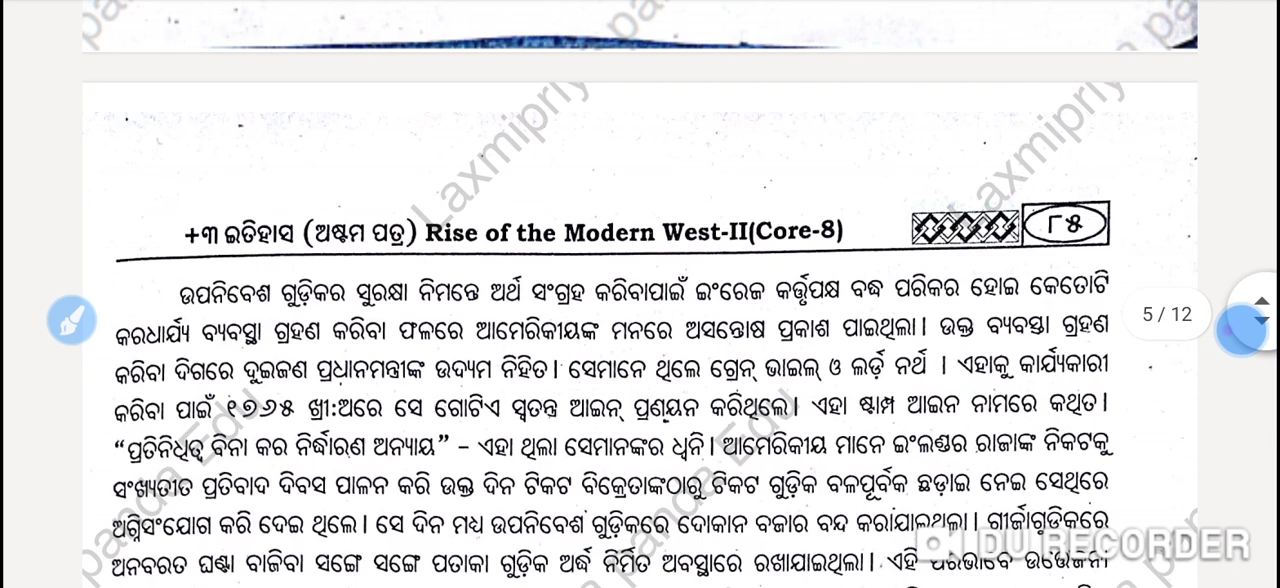 +୩ ଇତିହାସ (ଅଷ୍ଟମ ପତ୍ର) Rise of the Modern West-II(Core-8) ୮୫
ଉପନିବେଶ ଗୁଡ଼ିକର ସୁରକ୍ଷା ନିମନ୍ତେ ଅର୍ଥ ସଂଗ୍ରହ କରିବାପାଇଁ ଇଂରେଜ କର୍ତ୍ତୃପକ୍ଷ ବଦ୍ଧ ପରିକର ହୋଇ କେତୋଟି
କରଧାର୍ଯ୍ୟ ବ୍ୟବସ୍ଥା ଗ୍ରହଣ କରିବା ଫଳରେ ଆମେରିକୀୟଙ୍କ ମନରେ ଅସନ୍ତୋଷ ପ୍ରକାଶ ପାଇଥିଲା। ଉକ୍ତ ବ୍ୟବସ୍ଥା ଗ୍ରହଣ
5 / 12
କରିବା ଦିଗରେ ଦୁଇଜଣ ପ୍ରଧାନମନ୍ତ୍ରୀଙ୍କ ଉଦ୍ୟମ ନିହିତ। ସେମାନେ ଥିଲେ ଗ୍ରେନ୍ ଭାଇଲ୍ ଓ ଲର୍ଡ଼ ନର୍ଥ । ଏହାକୁ କାର୍ଯ୍ୟକାରୀ
କରିବା ପାଇଁ ୧୭୬୫ ଖ୍ରୀ:ଅରେ ସେ ଗୋଟିଏ ସ୍ୱତନ୍ତ୍ର ଆଇନ୍ ପ୍ରଣୟନ କରିଥିଲେ। ଏହା ଷ୍ଟାମ୍ପ ଆଇନ ନାମରେ କଥିତ।
“ପ୍ରତିନିଧିତ୍ୱ ବିନା କର ନିର୍ଦ୍ଧାରଣ ଅନ୍ୟାୟ” – ଏହା ଥିଲା ସେମାନଙ୍କର ଧ୍ୱନି। ଆମେରିକୀୟ ମାନେ ଇଂଲଣ୍ଡର ରାଜାଙ୍କ ନିକଟକୁ
ସଂଖ୍ୟାତୀତ ପ୍ରତିବାଦ ଦିବସ ପାଳନ କରି ଉକ୍ତ ଦିନ ଟିକଟ ବିକ୍ରେତାଙ୍କଠାରୁ ଟିକଟ ଗୁଡ଼ିକ ବଳପୂର୍ବକ ଛଡ଼ାଇ ନେଇ ସେଥିରେ
ଅଗ୍ନିସଂଯୋଗ କରି ଦେଇ ଥିଲେ। ସେ ଦିନ ମଧ୍ୟ ଉପନିବେଶ ଗୁଡ଼ିକରେ ଦୋକାନ ବଜାର ବନ୍ଦ କରାଯାଇଥିଲା। ଗୀର୍ଜାଗୁଡିକରେ
DU RECORDER
ଅନବରତ ଘଣ୍ଟା ବାଜିବା ସଙ୍ଗେ ସଙ୍ଗେ ପତାକା ଗୁଡ଼ିକ ଅର୍ଦ୍ଧ ନିର୍ମିତ ଅବସ୍ଥାରେ ରଖାଯାଇଥିଲା। ଏହି